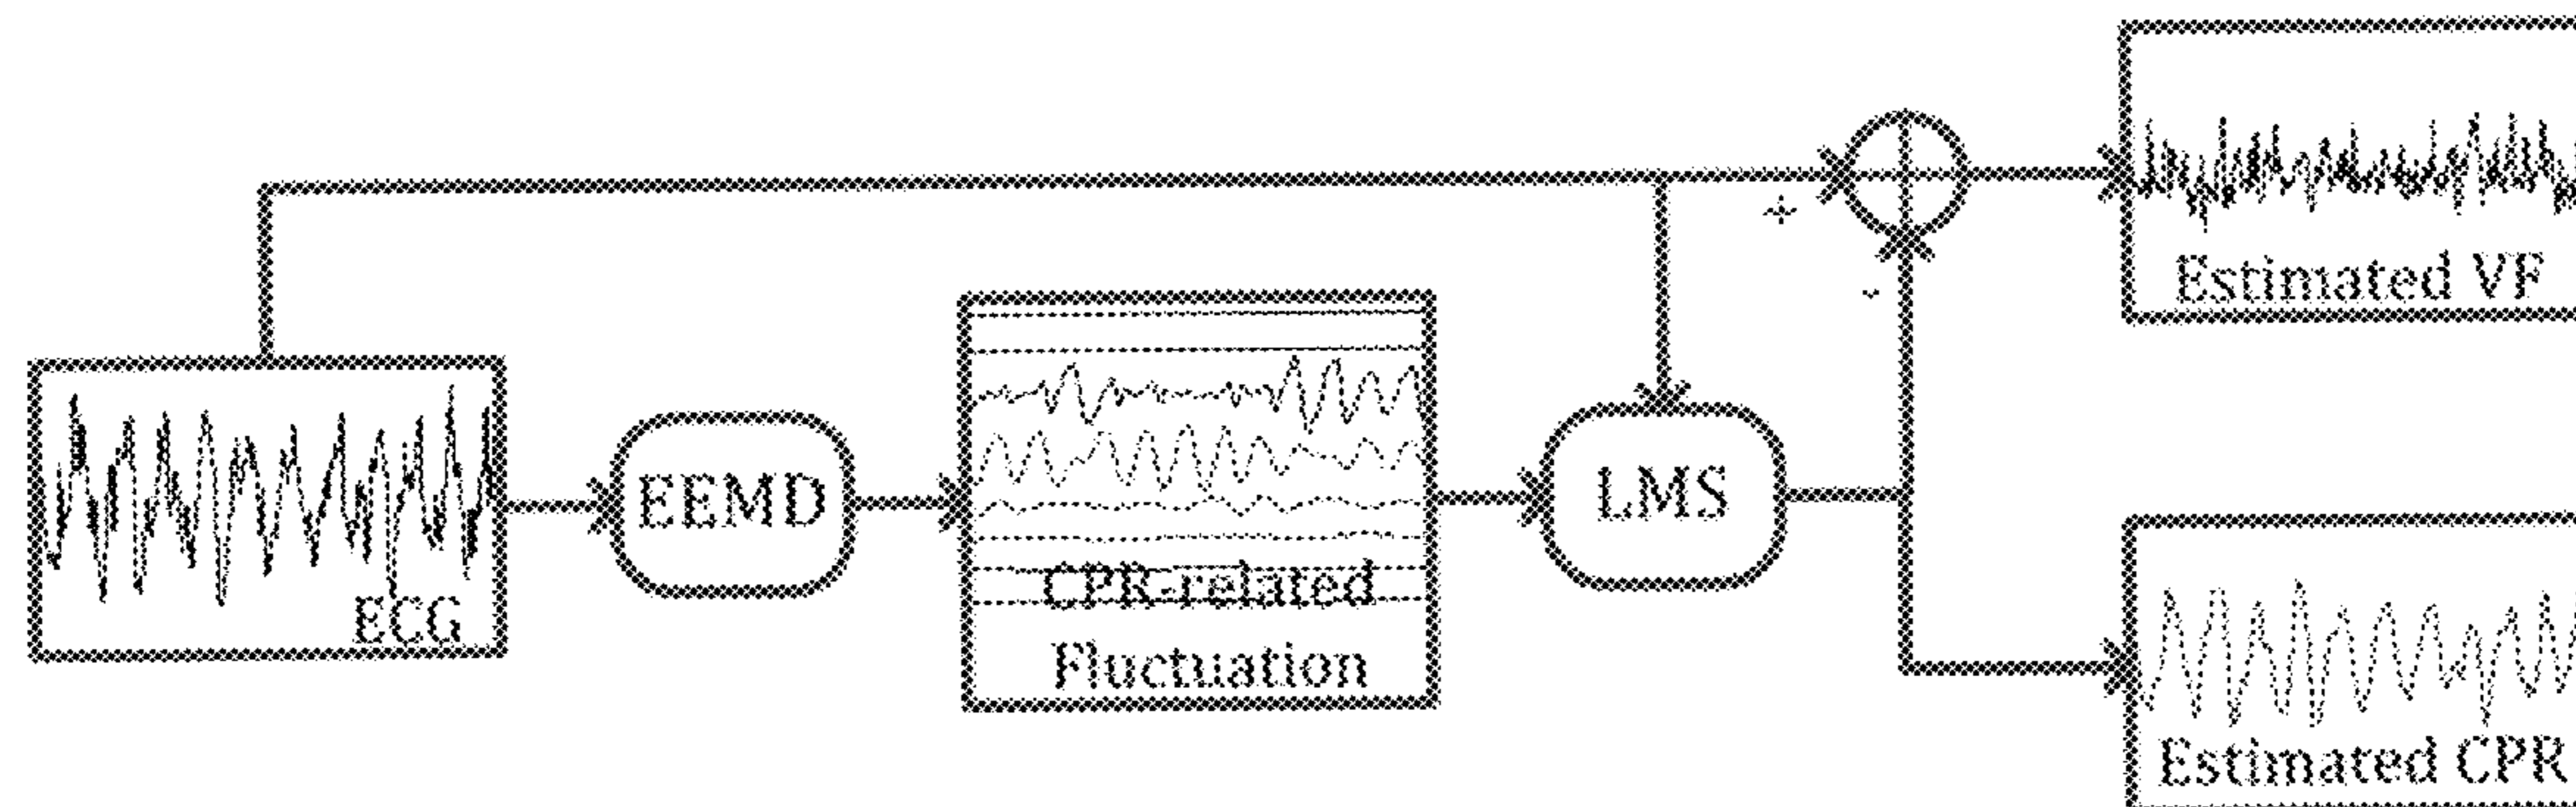 ECG
EEMD
CPR-related
Fluctuation
LMS
+
-
Estimated VF
Estimated CPR